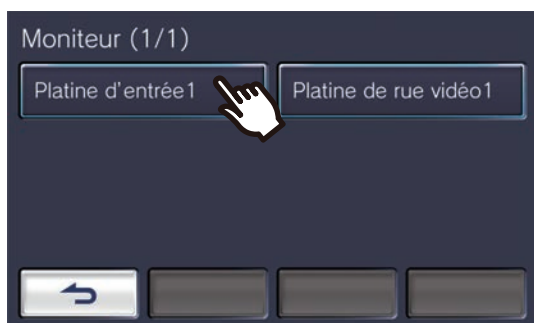 Moniteur (1/1)
Platine d'entrée1
Platine de rue vidéo1